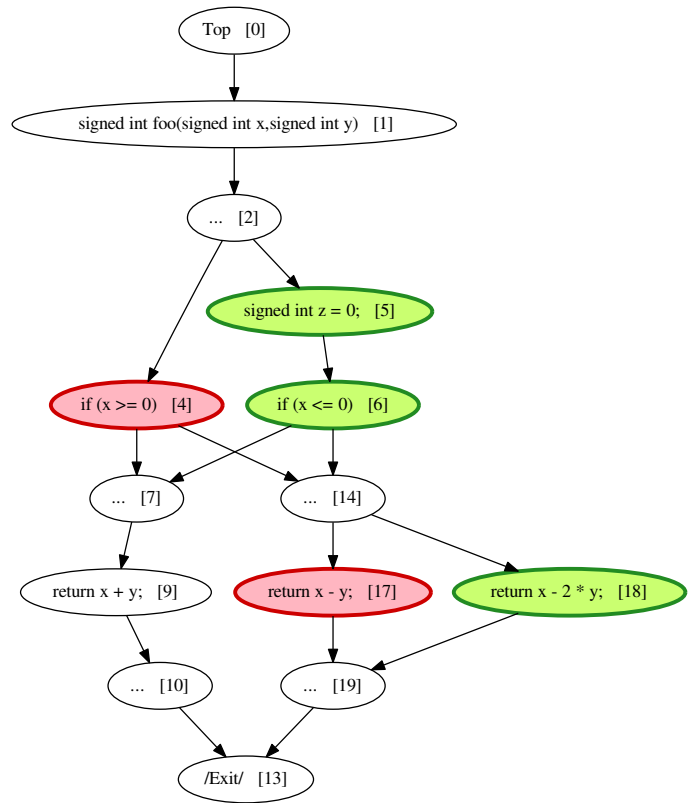 Top [0]
signed int foo(signed int x,signed int y) [1]
... [2]
signed int z = 0; [5]
if (x >= 0) [4]
if (x <= 0) [6]
... [7]
... [14]
return x + y; [9]
return x - y; [17]
return x - 2 * y; [18]
... [10]
... [19]
/Exit/ [13]